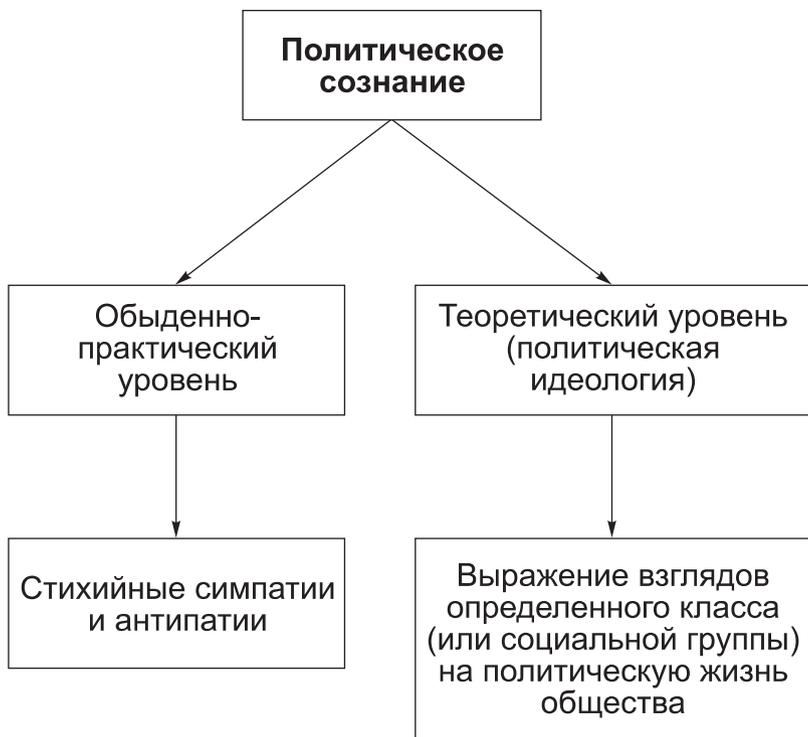 Политическое
сознание
Обыденно-
практический
уровень
Теоретический уровень
(политическая
идеология)
Стихийные симпатии
и антипатии
Выражение взглядов
определенного класса
(или социальной группы)
на политическую жизнь
общества